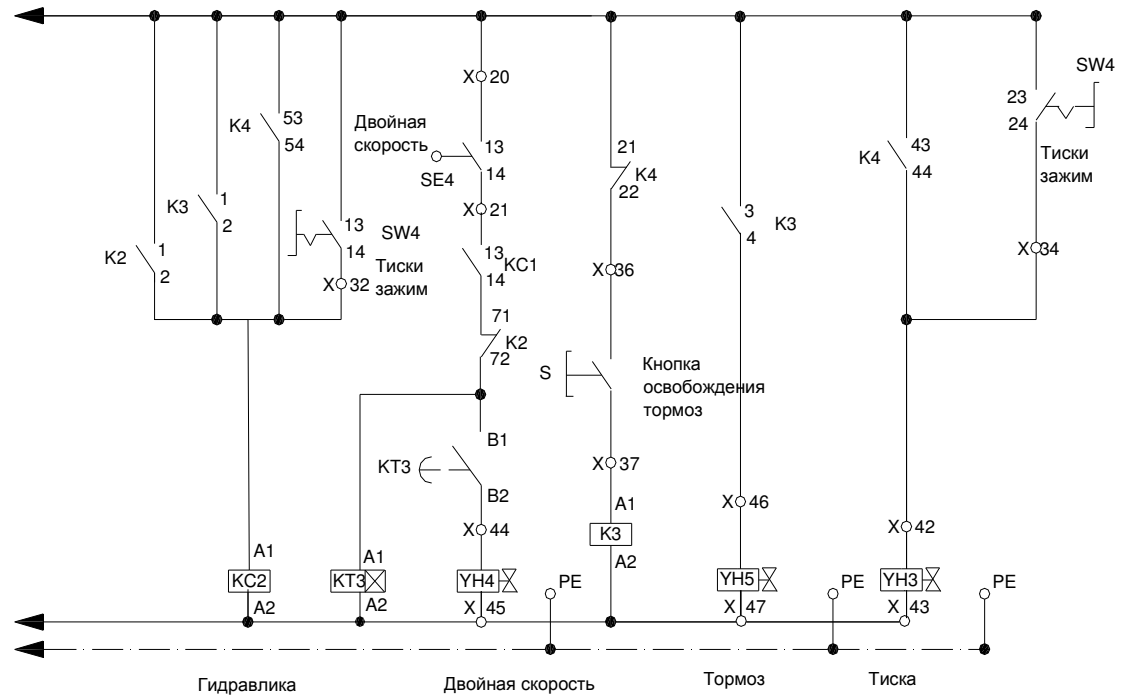 SW4
X 20
23
24
53
K4
54
Двойная
скорость
13
14
SE4
21
K4
22
43
K4
44
Тиски
зажим
1
K3
2
X 21
3
K3
4
13
SW4
14
13
KC1
14
X 34
1
K2
2
Тиски
зажим
X 32
X 36
71
K2
72
S
Кнопка
освобождения
тормоз
B1
KT3
B2
X 37
X 46
A1
K3
A2
X 44
X 42
A1
KC2
A2
A1
KT3
A2
YH4
X 45
PE
YH5
X 47
PE
YH3
X 43
PE
Гидравлика
Двойная скорость
Тормоз
Тиска